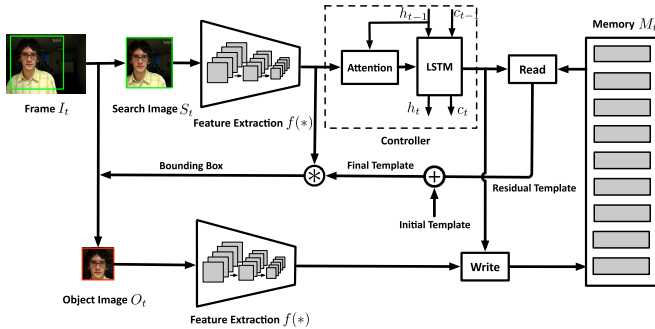 h_{t-1} c_{t-1}
Memory M_t
Attention
LSTM
Read
Frame I_t
Search Image S_t
Feature Extraction f(*)
h_t c_t
Controller
Bounding Box
Final Template
Residual Template
Initial Template
Write
Object Image O_t
Feature Extraction f(*)